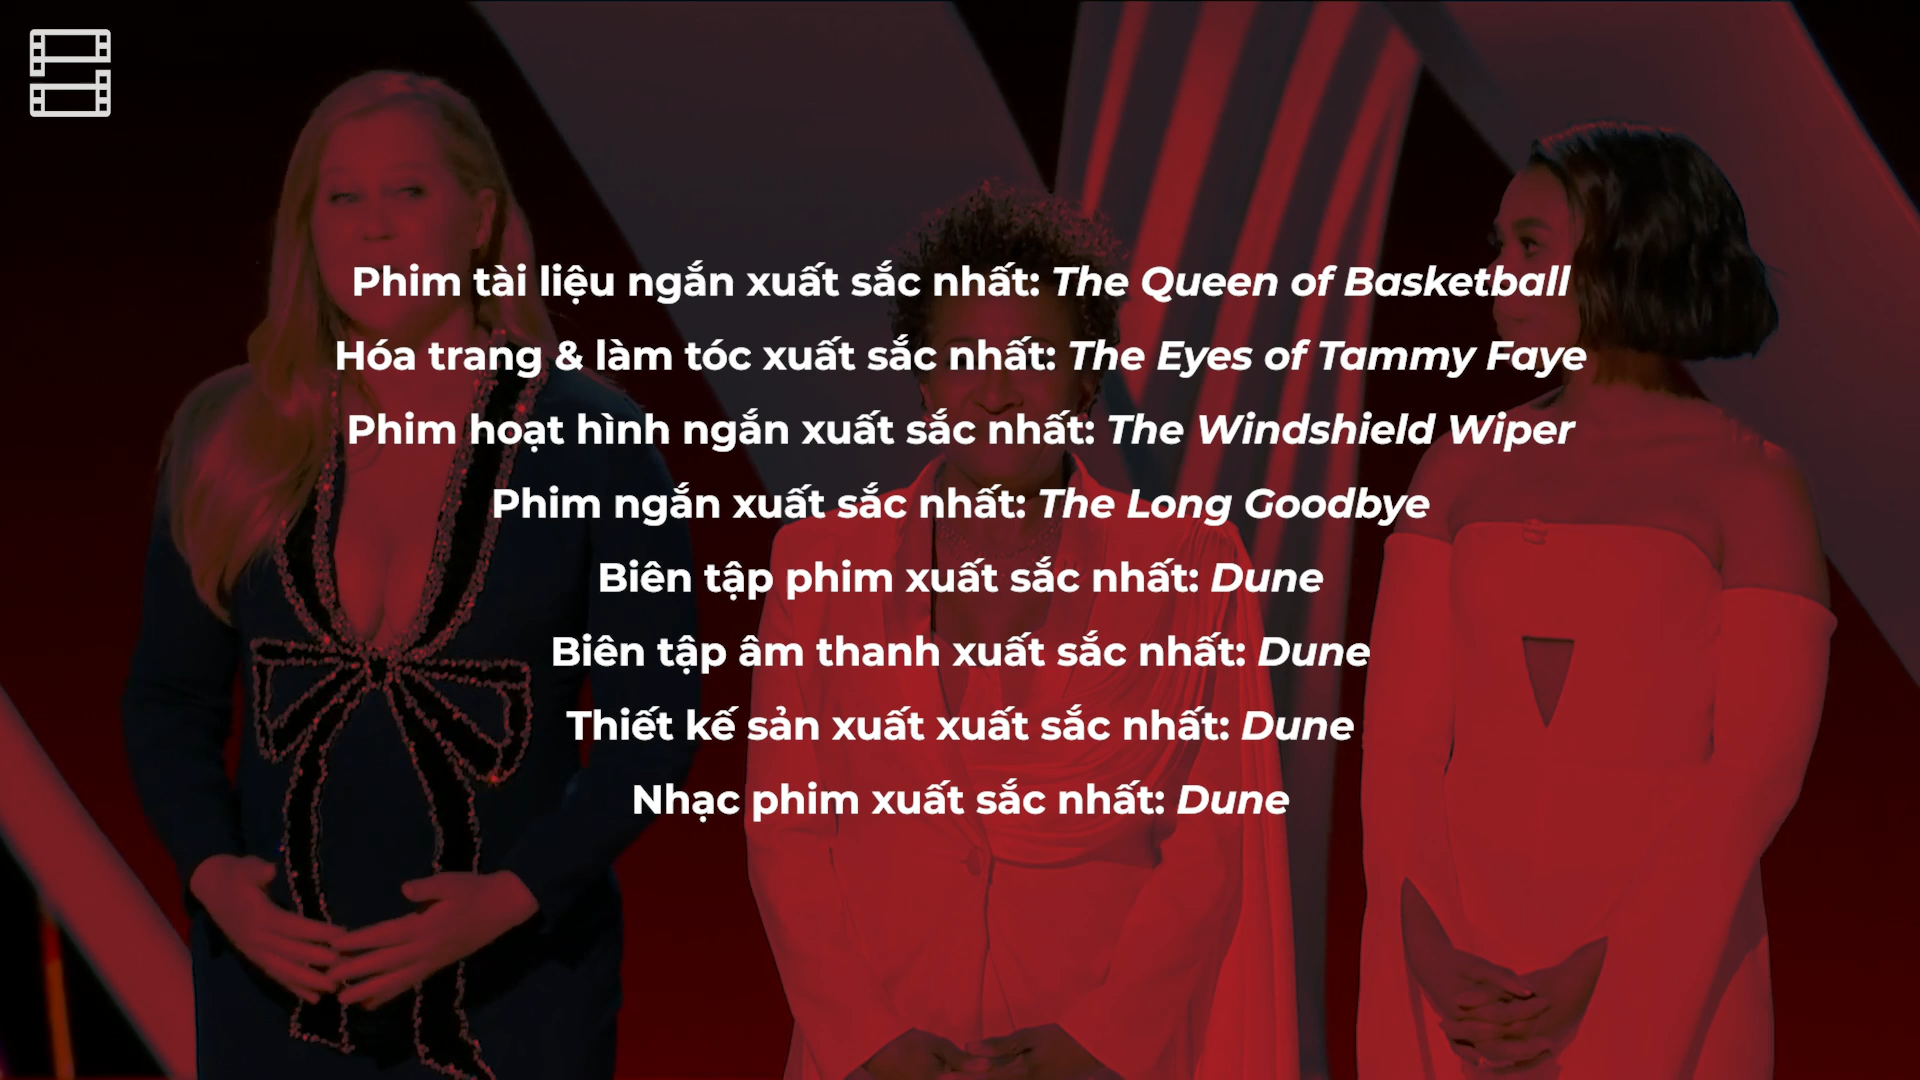 Phim tài liệu ngắn xuất sắc nhất: The Queen of Basketball
Hóa trang & làm tóc xuất sắc nhất: The Eyes of Tammy Faye
Phim hoạt hình ngắn xuất sắc nhất: The Windshield Wiper
Phim ngắn xuất sắc nhất: The Long Goodbye
Biên tập phim xuất sắc nhất: Dune
Biên tập âm thanh xuất sắc nhất: Dune
Thiết kế sản xuất xuất sắc nhất: Dune
Nhạc phim xuất sắc nhất: Dune